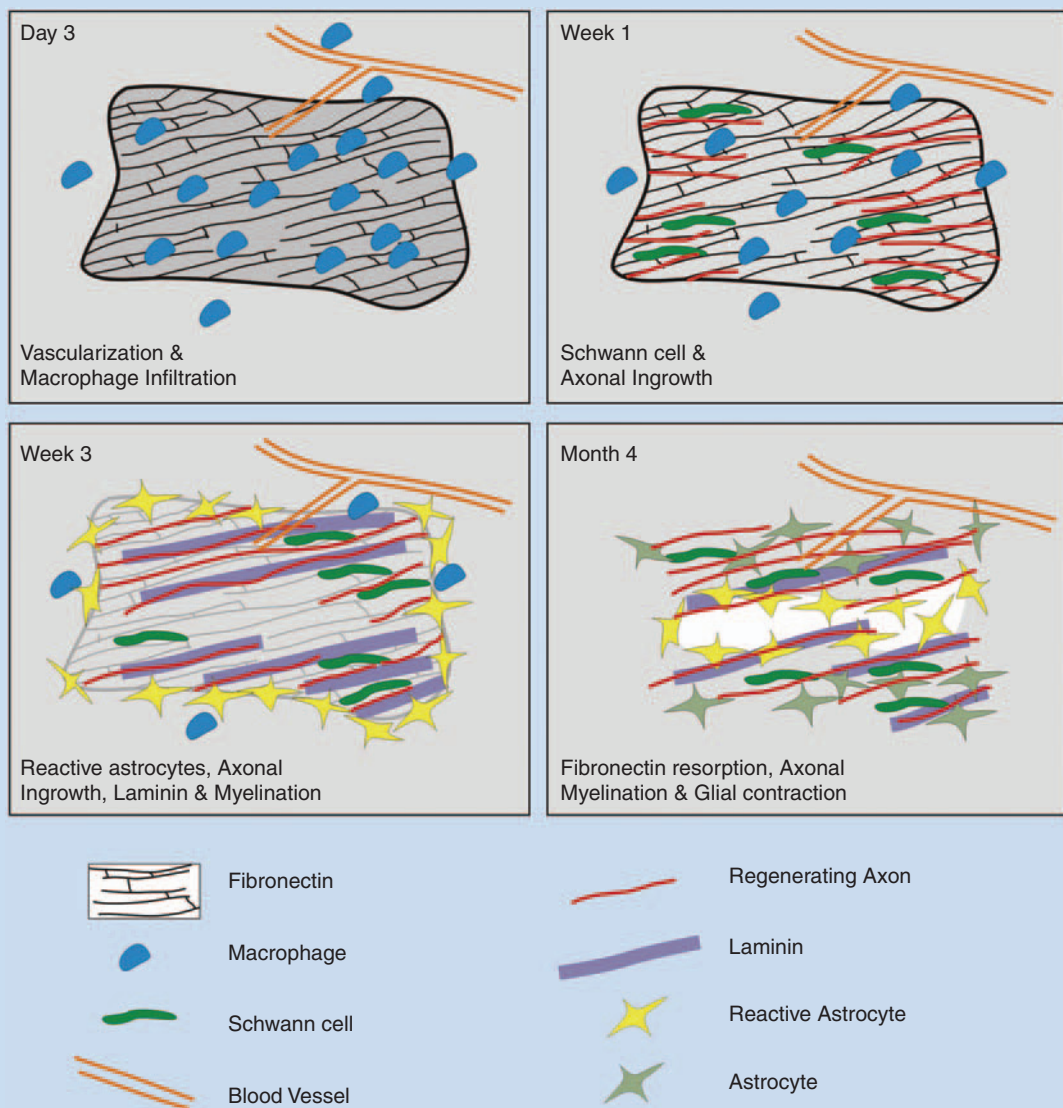 Day 3
Vascularization &
Macrophage Infiltration
Week 1
Schwann cell &
Axonal Ingrowth
Week 3
Reactive astrocytes, Axonal
Ingrowth, Laminin & Myelination
Month 4
Fibronectin resorption, Axonal
Myelination & Glial contraction
Fibronectin
Macrophage
Schwann cell
Blood Vessel
Regenerating Axon
Laminin
Reactive Astrocyte
Astrocyte